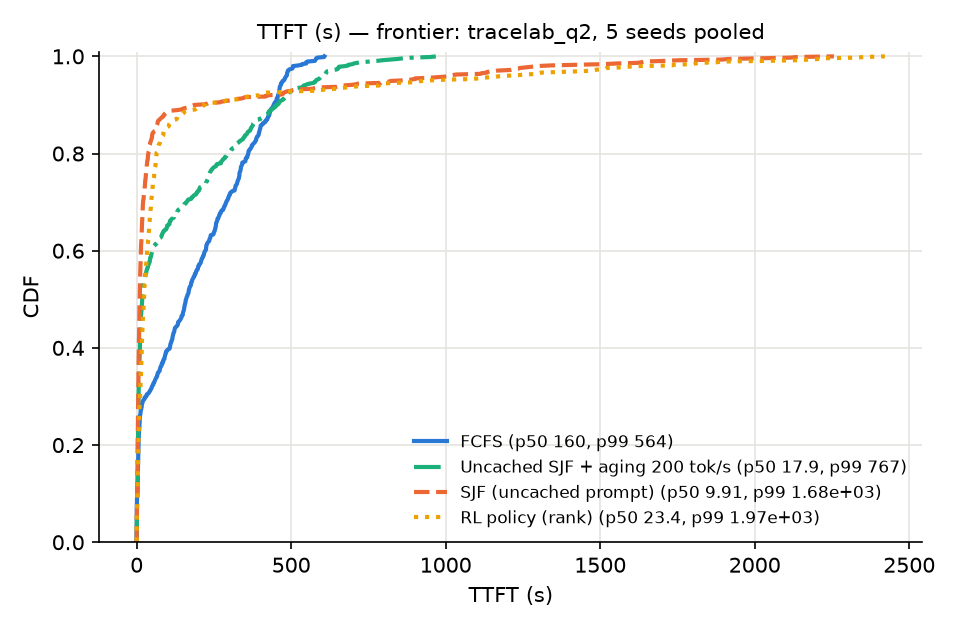 TTFT (s) — frontier: tracelab_q2, 5 seeds pooled
1.0
0.8
0.6
0.4
0.2
0.0
CDF
FCFS (p50 160, p99 564)
Uncached SJF + aging 200 tok/s (p50 17.9, p99 767)
SJF (uncached prompt) (p50 9.91, p99 1.68e+03)
RL policy (rank) (p50 23.4, p99 1.97e+03)
0 500 1000 1500 2000 2500
TTFT (s)